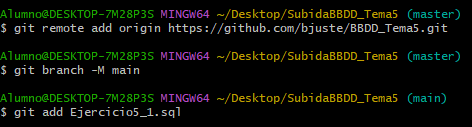 Alumno@DESKTOP-7M28P3S MINGW64 ~/Desktop/SubidaBBDD_Tema5 (master)
$ git remote add origin https://github.com/bjuste/BBDD_Tema5.git
Alumno@DESKTOP-7M28P3S MINGW64 ~/Desktop/SubidaBBDD_Tema5 (master)
$ git branch -M main
Alumno@DESKTOP-7M28P3S MINGW64 ~/Desktop/SubidaBBDD_Tema5 (main)
$ git add Ejercicio5_1.sql